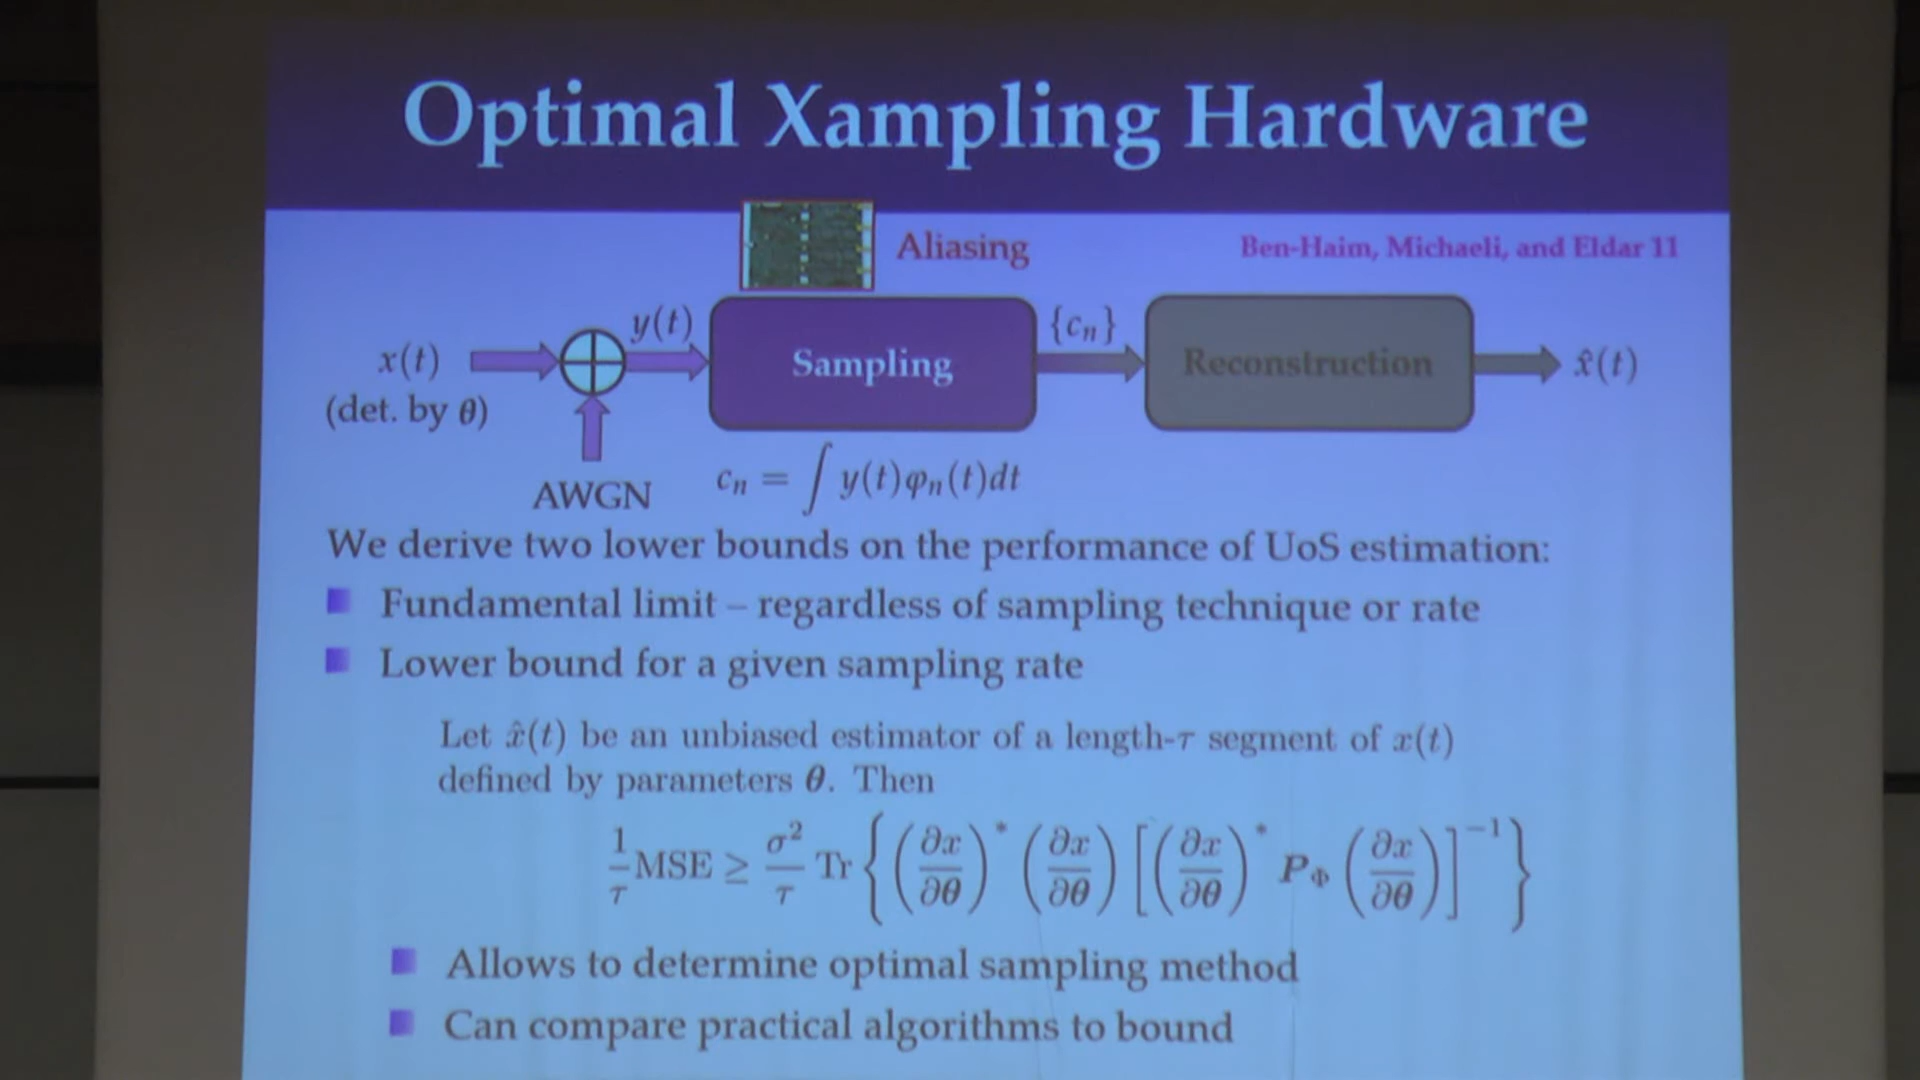 Optimal Xampling Hardware
Aliasing
Ben-Haim, Michaeli, and Eldar 11
x(t)
(det. by θ)
y(t)
AWGN
Sampling
{cₙ}
Reconstruction
x̂(t)
cₙ = ∫ y(t)φₙ(t)dt
We derive two lower bounds on the performance of UoS estimation:
Fundamental limit – regardless of sampling technique or rate
Lower bound for a given sampling rate
Let x̂(t) be an unbiased estimator of a length-τ segment of x(t)
defined by parameters θ. Then
1/τ MSE ≥ σ²/τ Tr { (∂x/∂θ)* (∂x/∂θ) [ (∂x/∂θ)* P_Φ (∂x/∂θ) ]⁻¹ }
Allows to determine optimal sampling method
Can compare practical algorithms to bound